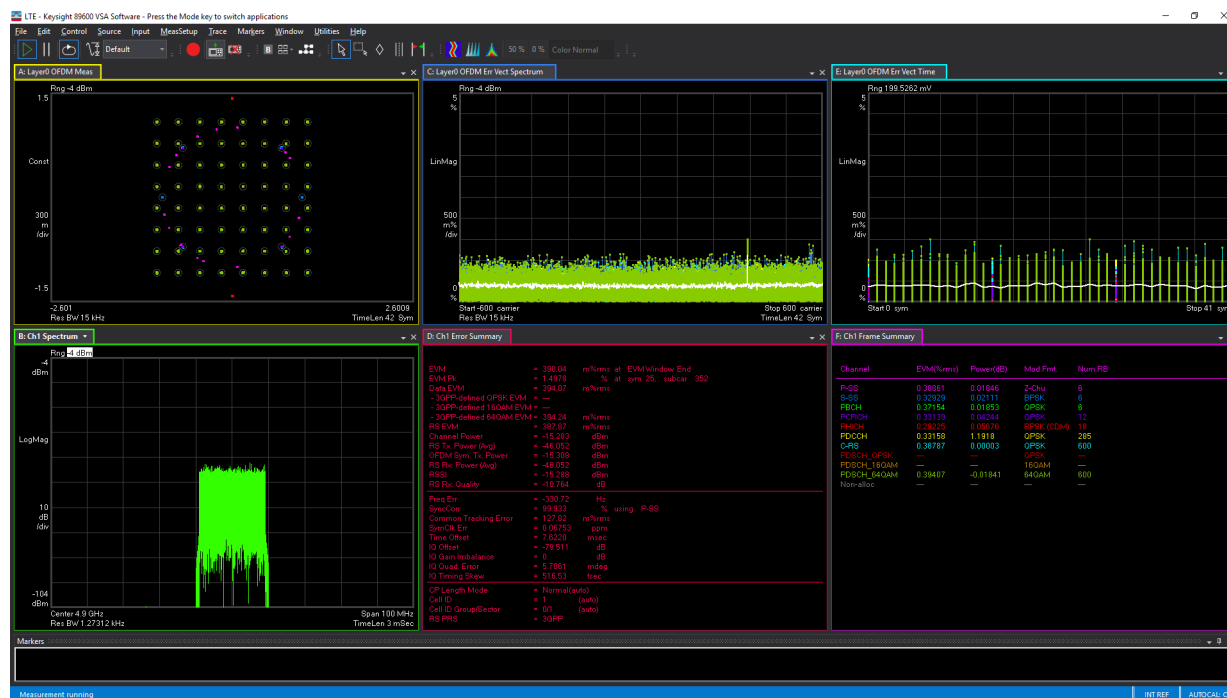 LTE - Keysight 89600 VSA Software - Press the Mode key to switch applications
File Edit Control Source Input MeasSetup Trace Markers Window Utilities Help
Default
B
50 % 0 % Color Normal
A: Layer0 OFDM Meas
Rng -4 dBm
1.5
Const
300
m
/div
-1.5
-2.601 2.6009
Res BW 15 kHz TimeLen 42 Sym
C: Layer0 OFDM Err Vect Spectrum
Rng -4 dBm
5
%
LinMag
500
m%
/div
0
%
Start -600 carrier Stop 600 carrier
Res BW 15 kHz TimeLen 42 Sym
E: Layer0 OFDM Err Vect Time
Rng 199.5262 mV
5
%
LinMag
500
m%
/div
0
%
Start 0 sym Stop 41 sym
B: Ch1 Spectrum
Rng -4 dBm
-4
dBm
LogMag
10
dB
/div
-104
dBm
Center 4.9 GHz Span 100 MHz
Res BW 1.27312 kHz TimeLen 3 mSec
D: Ch1 Error Summary
EVM = 390.04 m%rms at EVM Window End
EVM Pk = 1.4978 % at sym 25, subcar 352
Data EVM = 394.07 m%rms
- 3GPP-defined QPSK EVM = —
- 3GPP-defined 16QAM EVM = —
- 3GPP-defined 64QAM EVM = 394.24 m%rms
RS EVM = 387.87 m%rms
Channel Power = -15.283 dBm
RS Tx. Power (Avg) = -46.052 dBm
OFDM Sym. Tx. Power = -15.309 dBm
RS Rx. Power (Avg) = -46.052 dBm
RSSI = -15.288 dBm
RS Rx. Quality = -10.764 dB
Freq Err = -330.72 Hz
SyncCorr = 99.933 % using P-SS
Common Tracking Error = 127.82 m%rms
SymClk Err = 0.06753 ppm
Time Offset = 7.6220 msec
IQ Offset = -79.511 dB
IQ Gain Imbalance = 0 dB
IQ Quad. Error = 5.7861 mdeg
IQ Timing Skew = 516.53 fsec
CP Length Mode = Normal(auto)
Cell ID = 1 (auto)
Cell ID Group/Sector = 0/1 (auto)
RS PRS = 3GPP
F: Ch1 Frame Summary
Channel EVM(%rms) Power(dB) Mod Fmt Num RB
P-SS 0.38861 0.01846 Z-Chu 6
S-SS 0.32929 0.02111 BPSK 6
PBCH 0.37154 0.01853 QPSK 6
PCFICH 0.33139 0.04244 QPSK 12
PHICH 0.28225 0.05076 BPSK (CDM) 18
PDCCH 0.33158 1.1918 QPSK 285
C-RS 0.38787 0.00003 QPSK 600
PDSCH_QPSK — — QPSK —
PDSCH_16QAM — — 16QAM —
PDSCH_64QAM 0.39407 -0.01841 64QAM 600
Non-alloc — — — —
Markers
Measurement running INT REF AUTOCAL: